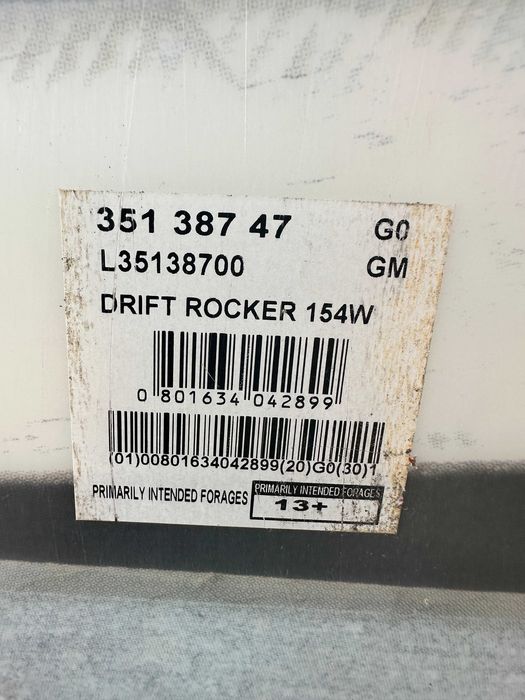 351 387 47 G0
L35138700 GM
DRIFT ROCKER 154W
0 801634 042899
(01)00801634042899(20)G0(30)1
PRIMARILY INTENDED FORAGES
PRIMARILY INTENDED FORAGES
13+